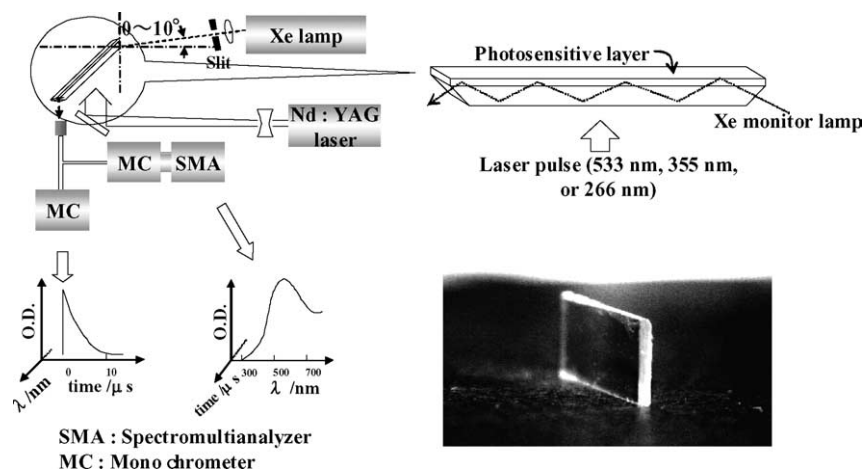 0～10°
Xe lamp
Slit
Nd : YAG
laser
MC
SMA
MC
Photosensitive layer
Xe monitor lamp
Laser pulse (533 nm, 355 nm,
or 266 nm)
O.D.
λ /nm
0
10
time /μ s
O.D.
time /μ s
300
500
700
λ /nm
SMA : Spectromultianalyzer
MC : Mono chrometer